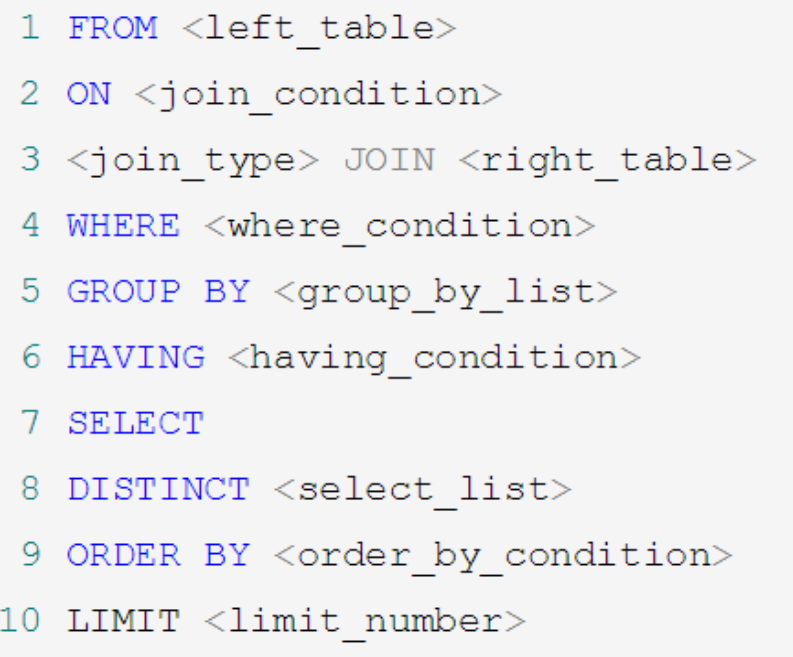 1 FROM <left_table>
2 ON <join_condition>
3 <join_type> JOIN <right_table>
4 WHERE <where_condition>
5 GROUP BY <group_by_list>
6 HAVING <having_condition>
7 SELECT
8 DISTINCT <select_list>
9 ORDER BY <order_by_condition>
10 LIMIT <limit_number>